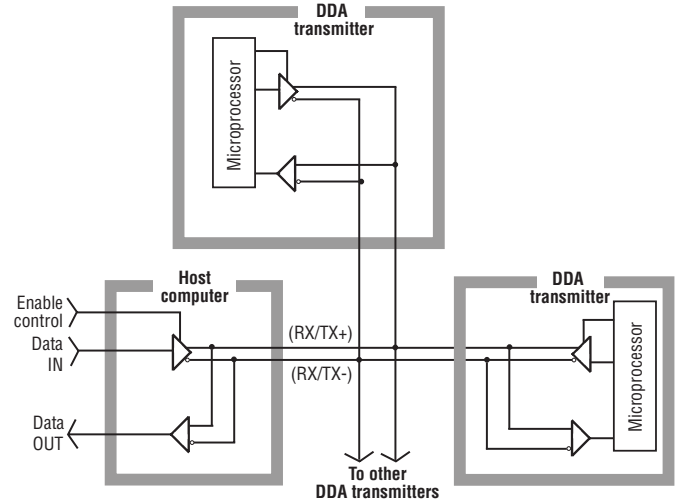 DDA
transmitter
Microprocessor
Host
computer
DDA
transmitter
Enable
control
Data
IN
(RX/TX+)
(RX/TX-)
Microprocessor
Data
OUT
To other
DDA transmitters